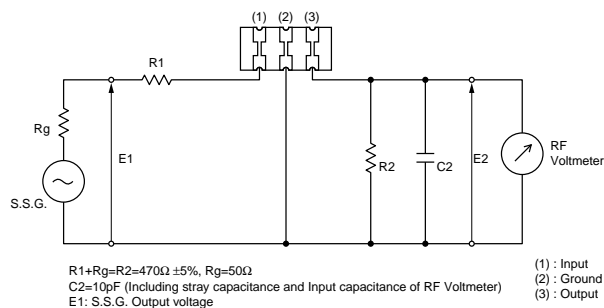 (1) (2) (3)
R1
Rg
E1
S.S.G.
R2
C2
E2
RF
Voltmeter
R1+Rg=R2=470Ω ±5%, Rg=50Ω
C2=10pF (Including stray capacitance and Input capacitance of RF Voltmeter)
E1: S.S.G. Output voltage
(1) : Input
(2) : Ground
(3) : Output